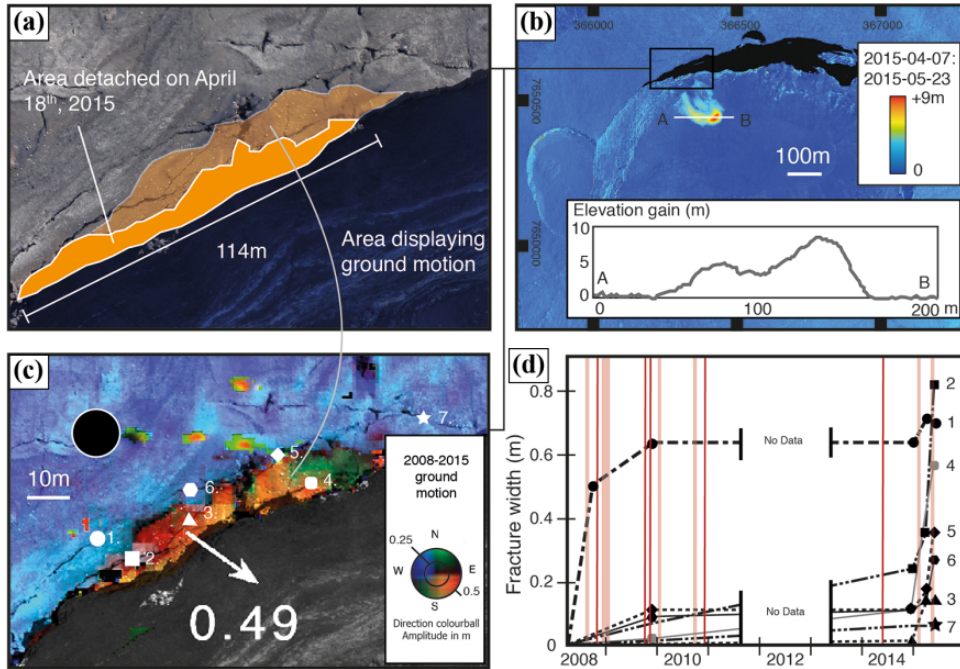 (a)
Area detached on April
18th, 2015
114m
Area displaying
ground motion
(b)
366000
366500
367000
7650500
7650000
2015-04-07:
2015-05-23
+9m
0
A
B
100m
Elevation gain (m)
10
5
0
A
B
100
200 m
(c)
10m
1
2
3
4
5
6
7
0.49
2008-2015
ground
motion
N
0.25
W
E
S
0.5
Direction colourball
Amplitude in m
(d)
Fracture width (m)
0.8
0.6
0.4
0.2
0
No Data
No Data
2008
2010
2012
2014
2
1
4
5
6
3
7